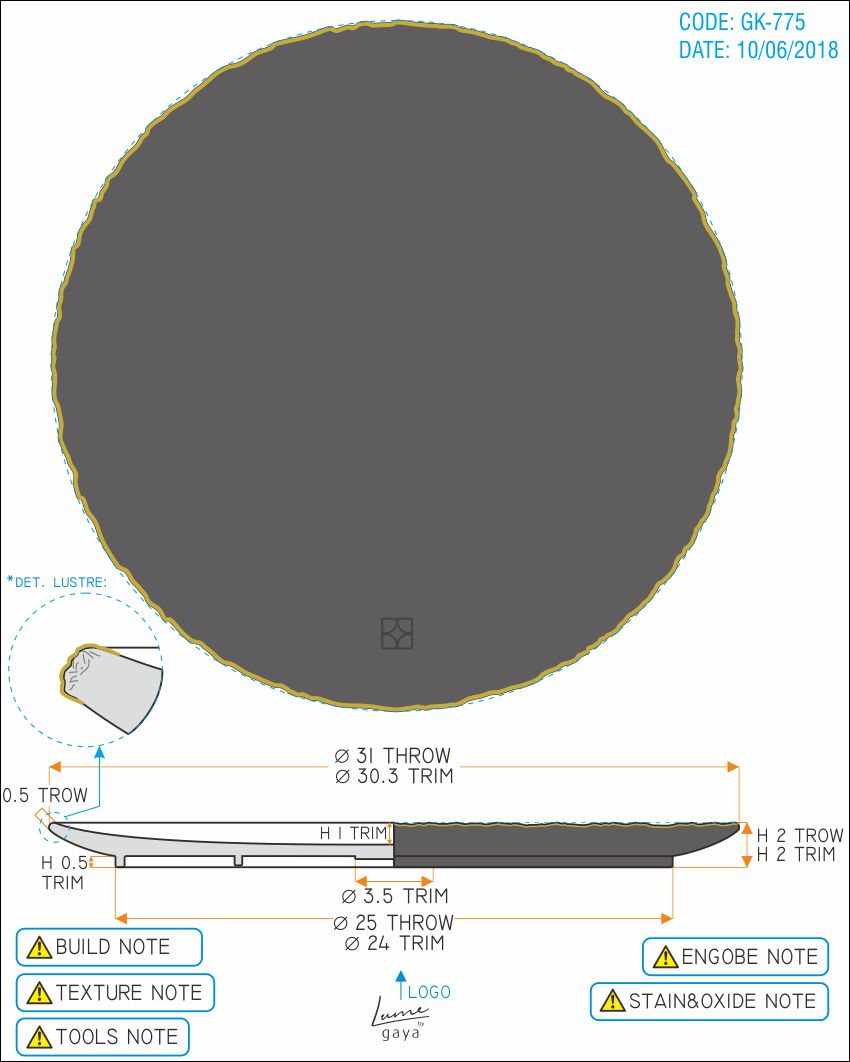 CODE: GK-775
DATE: 10/06/2018
*DET. LUSTRE:
Ø 31 THROW
Ø 30.3 TRIM
0.5 TROW
H 1 TRIM
H 2 TROW
H 2 TRIM
H 0.5
TRIM
Ø 3.5 TRIM
Ø 25 THROW
Ø 24 TRIM
BUILD NOTE
ENGOBE NOTE
TEXTURE NOTE
LOGO
STAIN&OXIDE NOTE
Lume
by
gaya
TOOLS NOTE